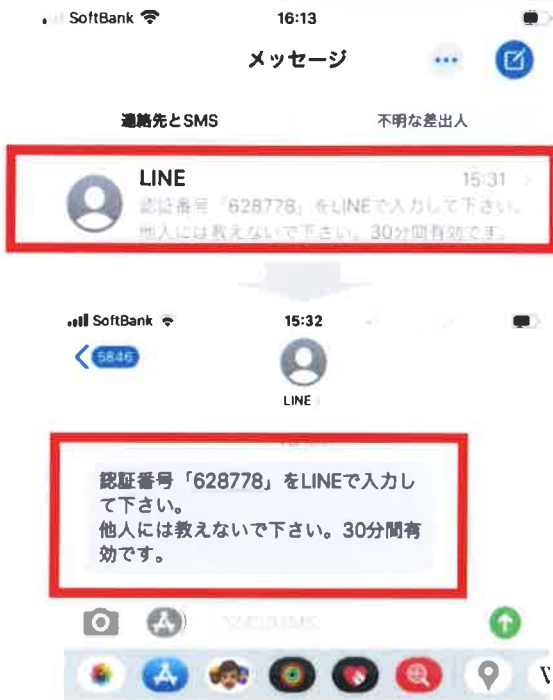 SoftBank 16:13
メッセージ
連絡先とSMS 不明な差出人
LINE 15:31
認証番号「628778」をLINEで入力して下さい。
他人には教えないで下さい。30分間有効です。
SoftBank 15:32
5846
LINE
認証番号「628778」をLINEで入力し
て下さい。
他人には教えないで下さい。30分間有
効です。